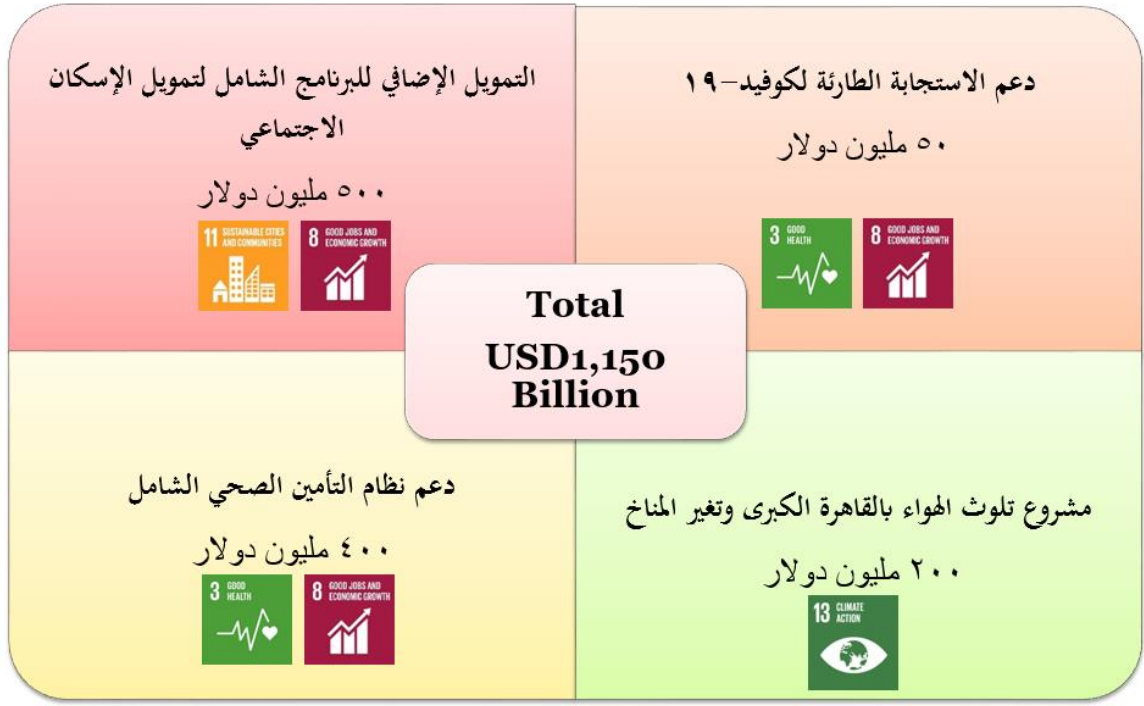 دعم الاستجابة الطارئة لكوفيد-١٩
٥٠ مليون دولار
3 GOOD
HEALTH
8 GOOD JOBS AND
ECONOMIC GROWTH
التمويل الإضافي للبرنامج الشامل لتمويل الإسكان
الاجتماعي
٥٠٠ مليون دولار
11 SUSTAINABLE CITIES
AND COMMUNITIES
8 GOOD JOBS AND
ECONOMIC GROWTH
Total
USD1,150
Billion
مشروع تلوث الهواء بالقاهرة الكبرى وتغير المناخ
٢٠٠ مليون دولار
13 CLIMATE
ACTION
دعم نظام التأمين الصحي الشامل
٤٠٠ مليون دولار
3 GOOD
HEALTH
8 GOOD JOBS AND
ECONOMIC GROWTH